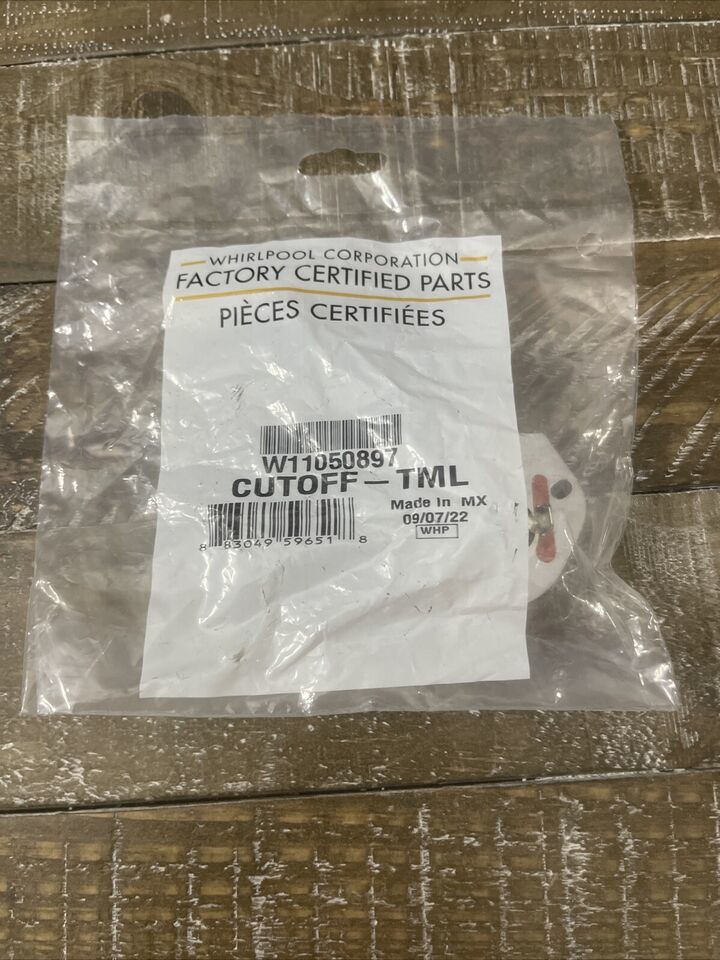 WHIRLPOOL CORPORATION
FACTORY CERTIFIED PARTS
PIÈCES CERTIFIÉES
W11050897
CUTOFF-TML
Made In MX
09/07/22
WHP
8 83049 59651 8